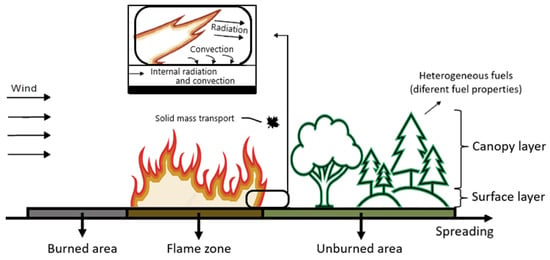 Radiation
Convection
Internal radiation
and convection
Wind
Solid mass transport
Heterogeneous fuels
(diferent fuel properties)
Canopy layer
Surface layer
Spreading
Burned area
Flame zone
Unburned area